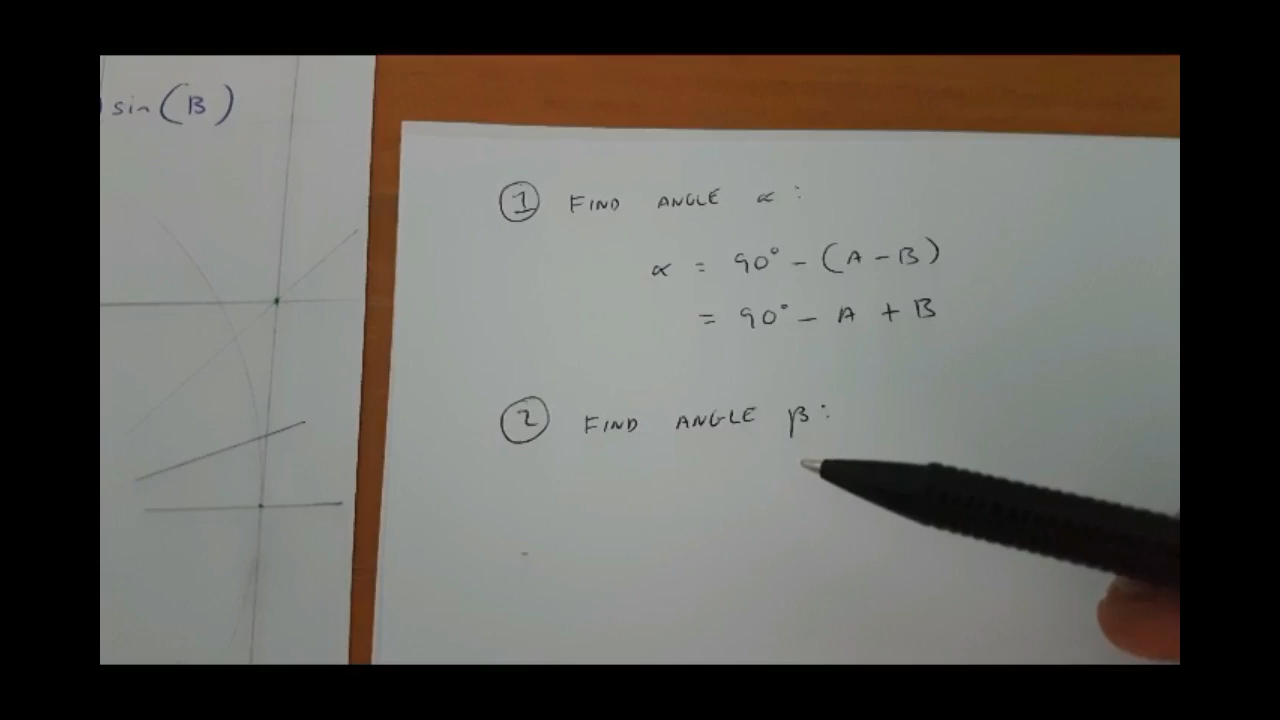 sin(B)
① FIND ANGLE α:
α = 90° - (A - B)
= 90° - A + B
② FIND ANGLE β: